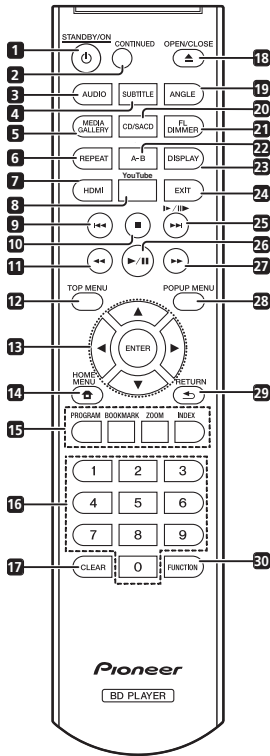 STANDBY/ON CONTINUED OPEN/CLOSE
1 18
2
AUDIO SUBTITLE ANGLE
3 19
4 20
MEDIA GALLERY CD/SACD FL DIMMER
5 21
22
REPEAT A-B DISPLAY
6 23
YouTube
7 HDMI EXIT
8 24
9 25
10 26
11 27
TOP MENU POPUP MENU
12 28
13 ENTER
HOME MENU RETURN
14 29
PROGRAM BOOKMARK ZOOM INDEX
15
1 2 3
16 4 5 6
7 8 9
30
17 CLEAR 0 FUNCTION
Pioneer
BD PLAYER